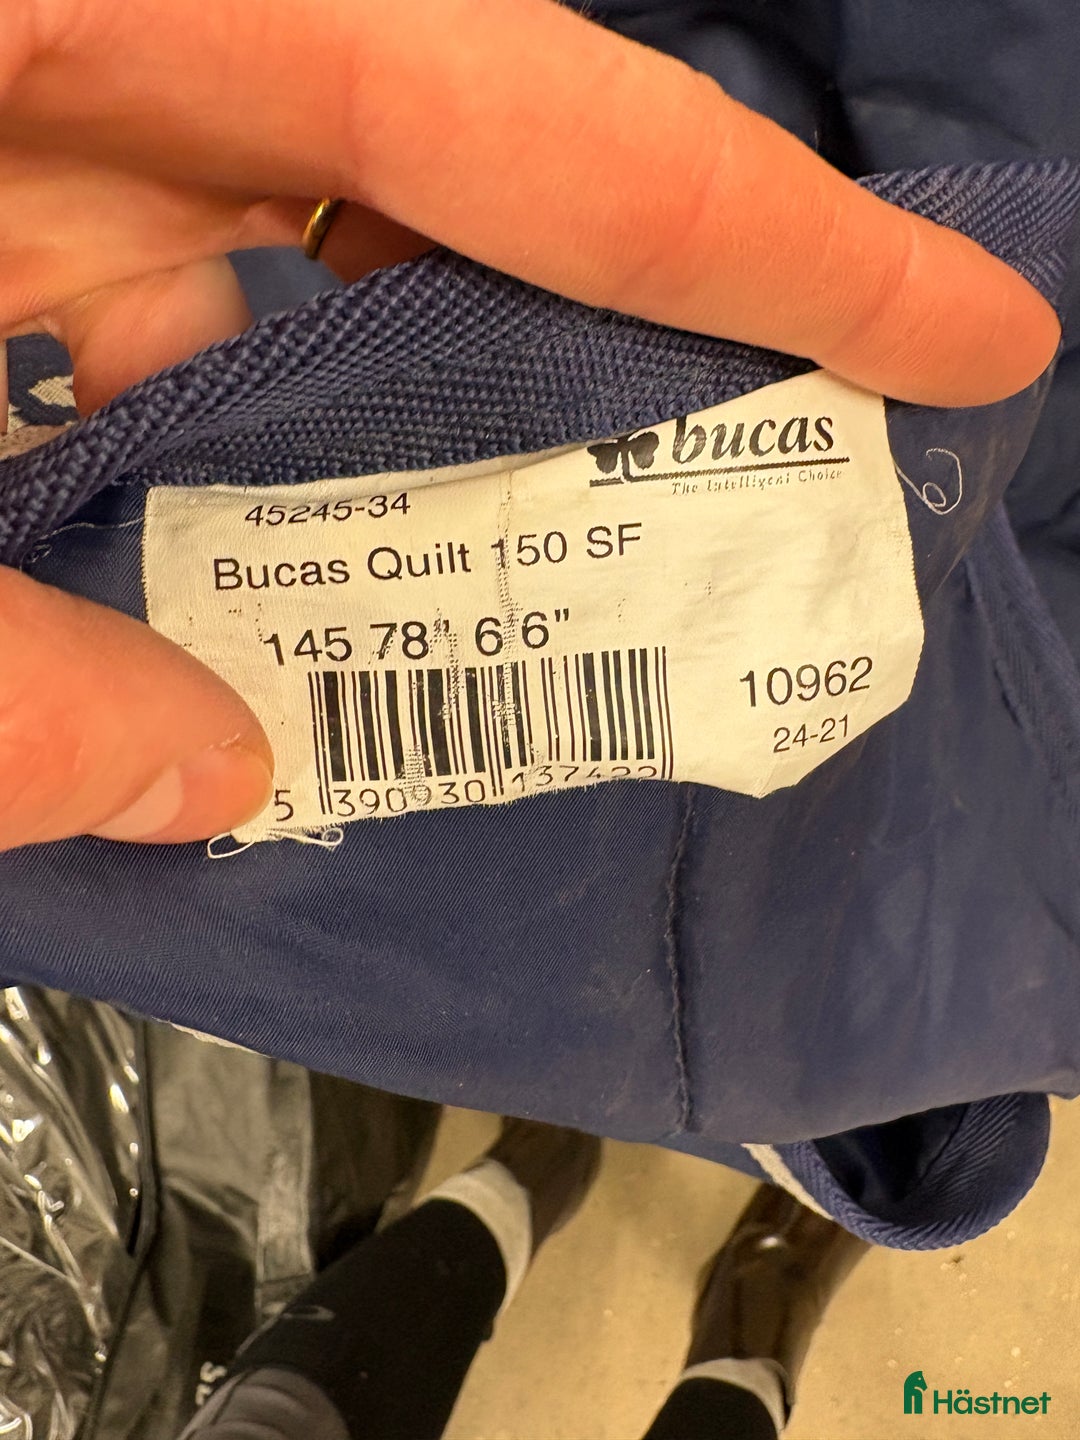 bucas
The Intelligent Choice
45245-34
Bucas Quilt 150 SF
145 78" 6'6"
10962
24-21
5 390930 137422
Hästnet